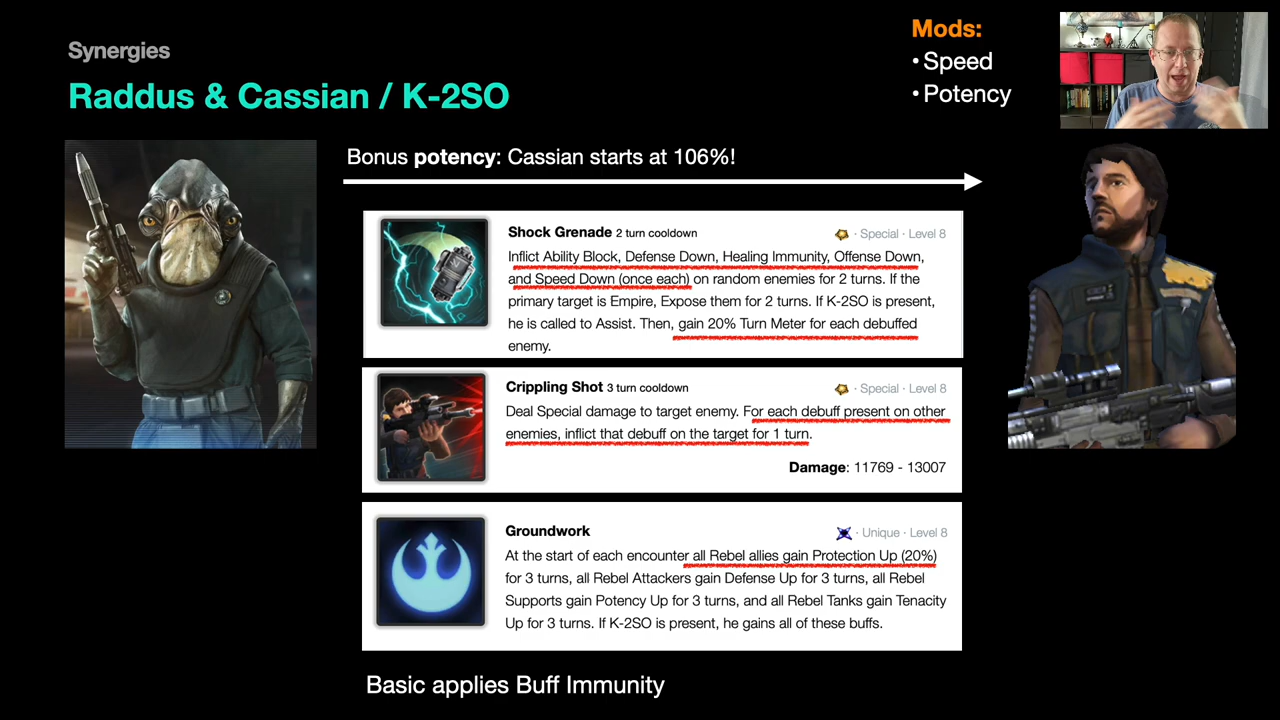 Synergies
Raddus & Cassian / K-2SO
Mods:
• Speed
• Potency
Bonus potency: Cassian starts at 106%!
Shock Grenade 2 turn cooldown
· Special · Level 8
Inflict Ability Block, Defense Down, Healing Immunity, Offense Down,
and Speed Down (once each) on random enemies for 2 turns. If the
primary target is Empire, Expose them for 2 turns. If K-2SO is present,
he is called to Assist. Then, gain 20% Turn Meter for each debuffed
enemy.
Crippling Shot 3 turn cooldown
· Special · Level 8
Deal Special damage to target enemy. For each debuff present on other
enemies, inflict that debuff on the target for 1 turn.
Damage: 11769 - 13007
Groundwork
· Unique · Level 8
At the start of each encounter all Rebel allies gain Protection Up (20%)
for 3 turns, all Rebel Attackers gain Defense Up for 3 turns, all Rebel
Supports gain Potency Up for 3 turns, and all Rebel Tanks gain Tenacity
Up for 3 turns. If K-2SO is present, he gains all of these buffs.
Basic applies Buff Immunity